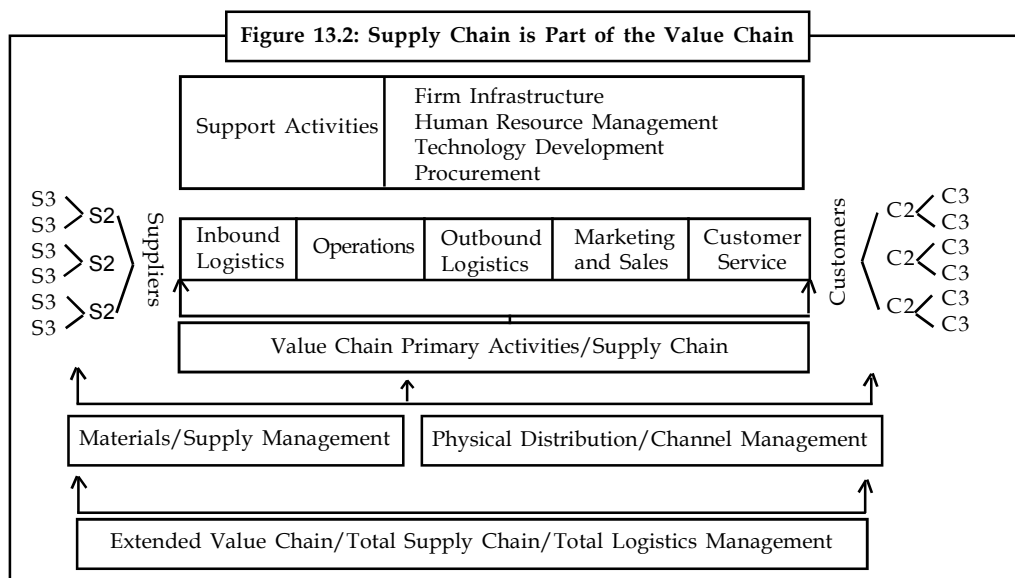 Figure 13.2: Supply Chain is Part of the Value Chain
Support Activities
Firm Infrastructure
Human Resource Management
Technology Development
Procurement
S3
S3
S3
S3
S3
S3
S2
S2
S2
Suppliers
Inbound
Logistics
Operations
Outbound
Logistics
Marketing
and Sales
Customer
Service
Customers
C2
C2
C2
C3
C3
C3
C3
C3
C3
Value Chain Primary Activities/Supply Chain
Materials/Supply Management
Physical Distribution/Channel Management
Extended Value Chain/Total Supply Chain/Total Logistics Management